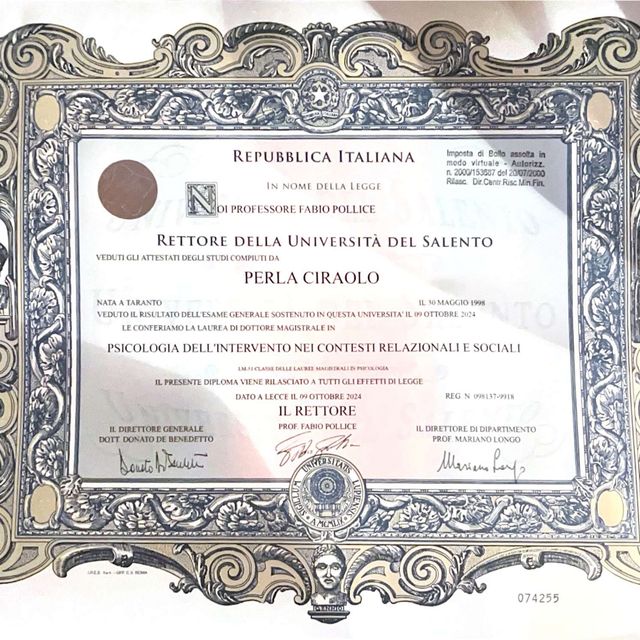 REPUBBLICA ITALIANA
Imposta di Bollo assolta in
modo virtuale - Autorizz.
n. 2000/153687 del 20/07/2000
Rilasc. Dir.Centr Risc.Min.Fin.
IN NOME DELLA LEGGE
NOI PROFESSORE FABIO POLLICE
RETTORE DELLA UNIVERSITÀ DEL SALENTO
VEDUTI GLI ATTESTATI DEGLI STUDI COMPIUTI DA
PERLA CIRAOLO
NATA A TARANTO IL 30 MAGGIO 1998
VEDUTO IL RISULTATO DELL'ESAME GENERALE SOSTENUTO IN QUESTA UNIVERSITA' IL 09 OTTOBRE 2024
LE CONFERIAMO LA LAUREA DI DOTTORE MAGISTRALE IN
PSICOLOGIA DELL'INTERVENTO NEI CONTESTI RELAZIONALI E SOCIALI
LM-51 CLASSE DELLE LAUREE MAGISTRALI IN PSICOLOGIA
IL PRESENTE DIPLOMA VIENE RILASCIATO A TUTTI GLI EFFETTI DI LEGGE
DATO A LECCE IL 09 OTTOBRE 2024 REG N 098137-9918
IL RETTORE
PROF. FABIO POLLICE
IL DIRETTORE GENERALE
DOTT DONATO DE BENEDETTO
IL DIRETTORE DI DIPARTIMENTO
PROF. MARIANO LONGO
Mariano Longo
074255